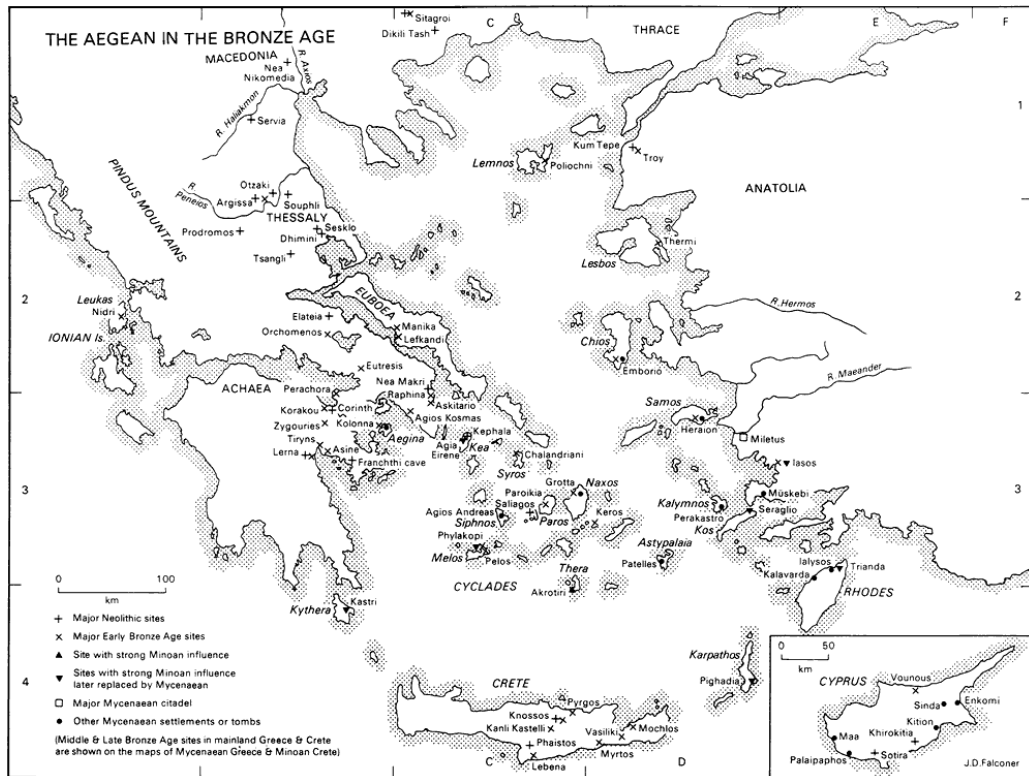 THE AEGEAN IN THE BRONZE AGE
C
E
F
Sitagroi
Dikili Tash
THRACE
MACEDONIA
Nea
Nikomedia
R. Axios
R. Haliakmon
Servia
1
Kum Tepe
Troy
Lemnos
Poliochni
ANATOLIA
PINDUS MOUNTAINS
R.
Peneios
Otzaki
Argissa
Souphli
THESSALY
Prodromos
Sesklo
Dhimini
Tsangli
Thermi
Lesbos
2
2
Leukas
Nidri
IONIAN Is.
EUBOEA
Elateia
Orchomenos
Manika
Lefkandi
R. Hermos
Chios
Emborio
R. Maeander
Eutresis
ACHAEA
Perachora
Nea Makri
Raphina
Askitario
Korakou
Corinth
Agios Kosmas
Zygouries
Kolonna
Aegina
Kephala
Agia
Eirene
Kea
Tiryns
Lerna
Asine
Franchthi cave
Chalandriani
Syros
Samos
Heraion
Miletus
Iasos
3
3
Grotta
Naxos
Paroikia
Saliagos
Agios Andreas
Siphnos
Paros
Keros
Kalymnos
Perakastro
Kos
Müskebi
Seraglio
Phylakopi
Melos
Pelos
CYCLADES
Thera
Akrotiri
Astypalaia
Patelles
Ialysos
Trianda
Kalavarda
RHODES
Kythera
Kastri
0
100
km
Major Neolithic sites
Major Early Bronze Age sites
Site with strong Minoan influence
Sites with strong Minoan influence
later replaced by Mycenaean
Major Mycenaean citadel
Other Mycenaean settlements or tombs
(Middle & Late Bronze Age sites in mainland Greece & Crete
are shown on the maps of Mycenaean Greece & Minoan Crete)
4
Karpathos
Pighadia
CRETE
Pyrgos
Knossos
Kanli Kastelli
Vasiliki
Mochlos
Phaistos
Lebena
Myrtos
C
D
0
50
km
CYPRUS
Vounous
Sinda
Enkomi
Kition
Khirokitia
Maa
Palaipaphos
Sotira
J.D.Falconer